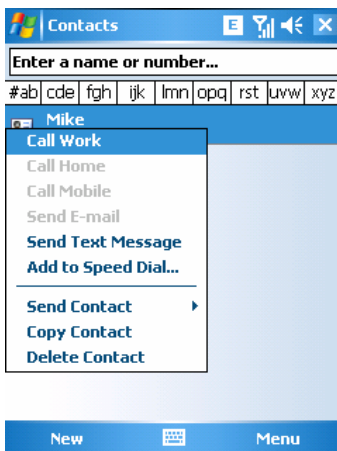 Contacts E
Enter a name or number...
#ab cde fgh ijk lmn opq rst uvw xyz
Mike
Call Work
Call Home
Call Mobile
Send E-mail
Send Text Message
Add to Speed Dial...
Send Contact
Copy Contact
Delete Contact
New Menu